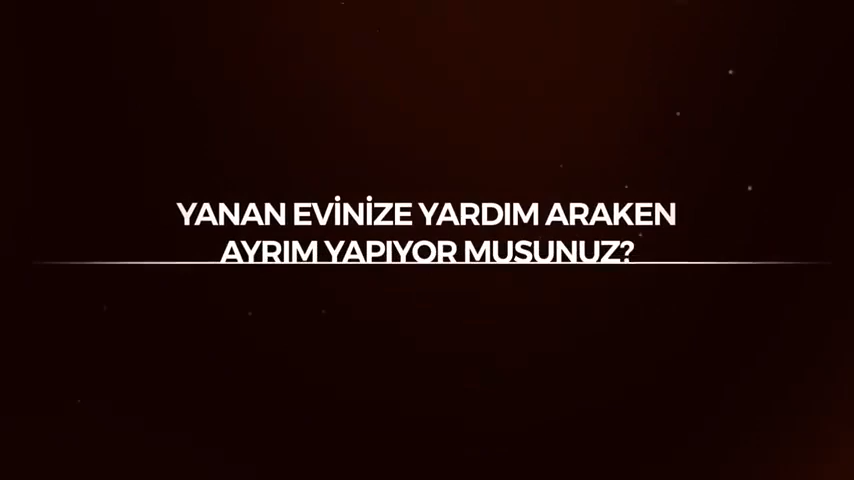 YANAN EVİNİZE YARDIM ARAKEN
AYRIM YAPIYOR MUSUNUZ?